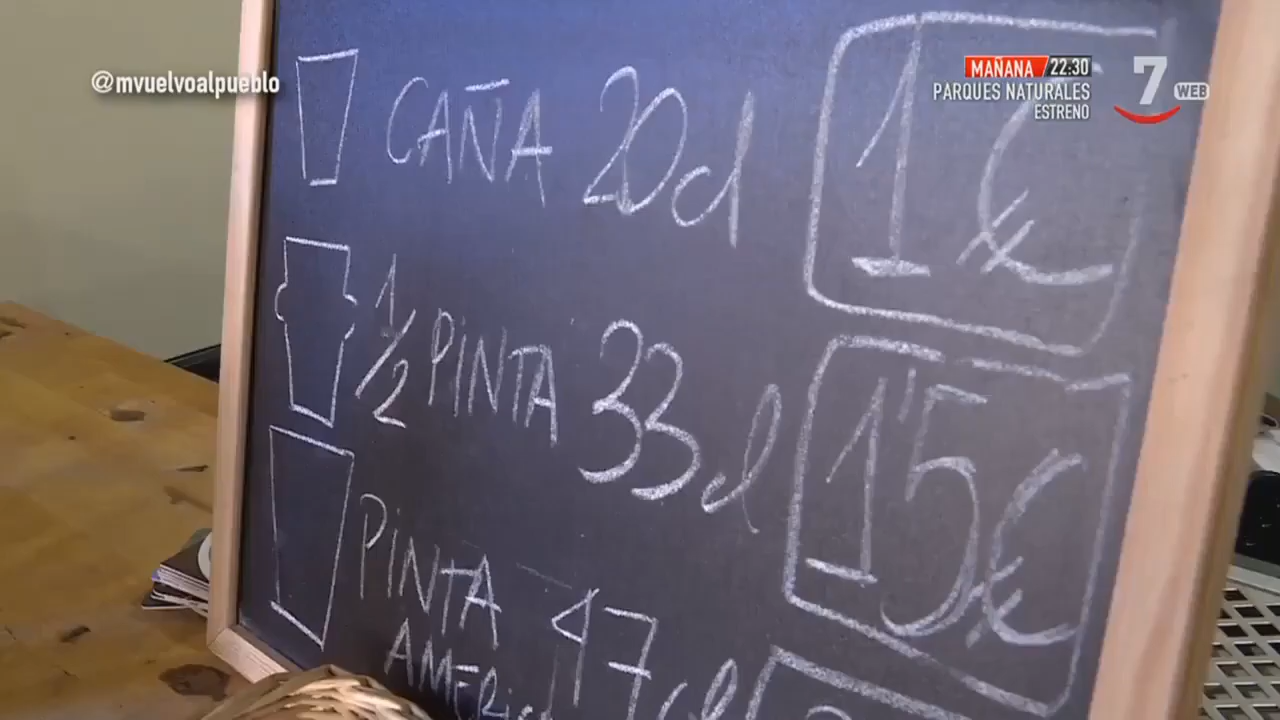 @mvuelvoalpueblo
MAÑANA 22:30
PARQUES NATURALES
ESTRENO
7 WEB
CAÑA 20cl 1€
1/2 PINTA 33cl 1'5€
PINTA 47cl